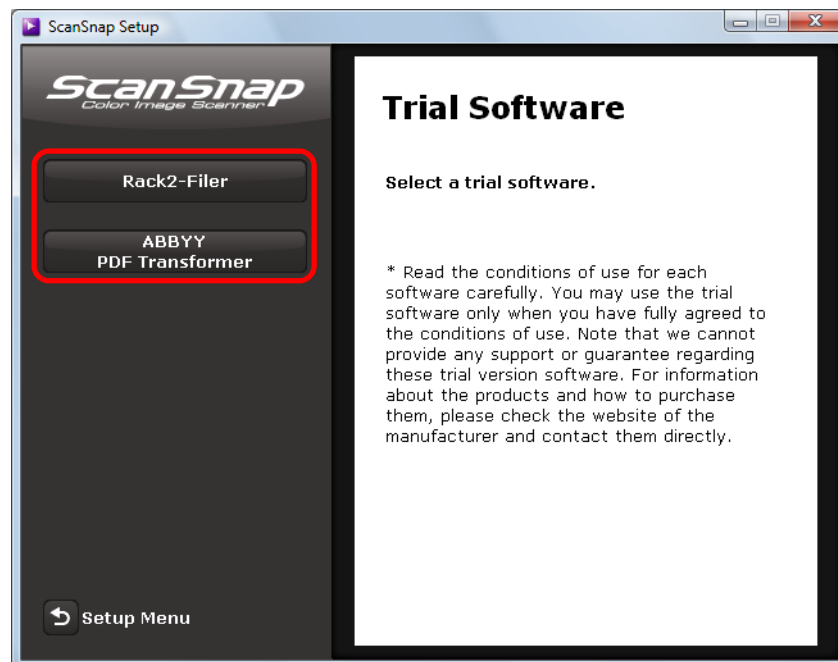 ScanSnap Setup
ScanSnap
Color Image Scanner
Rack2-Filer
ABBYY
PDF Transformer
Setup Menu
Trial Software
Select a trial software.
* Read the conditions of use for each
software carefully. You may use the trial
software only when you have fully agreed to
the conditions of use. Note that we cannot
provide any support or guarantee regarding
these trial version software. For information
about the products and how to purchase
them, please check the website of the
manufacturer and contact them directly.